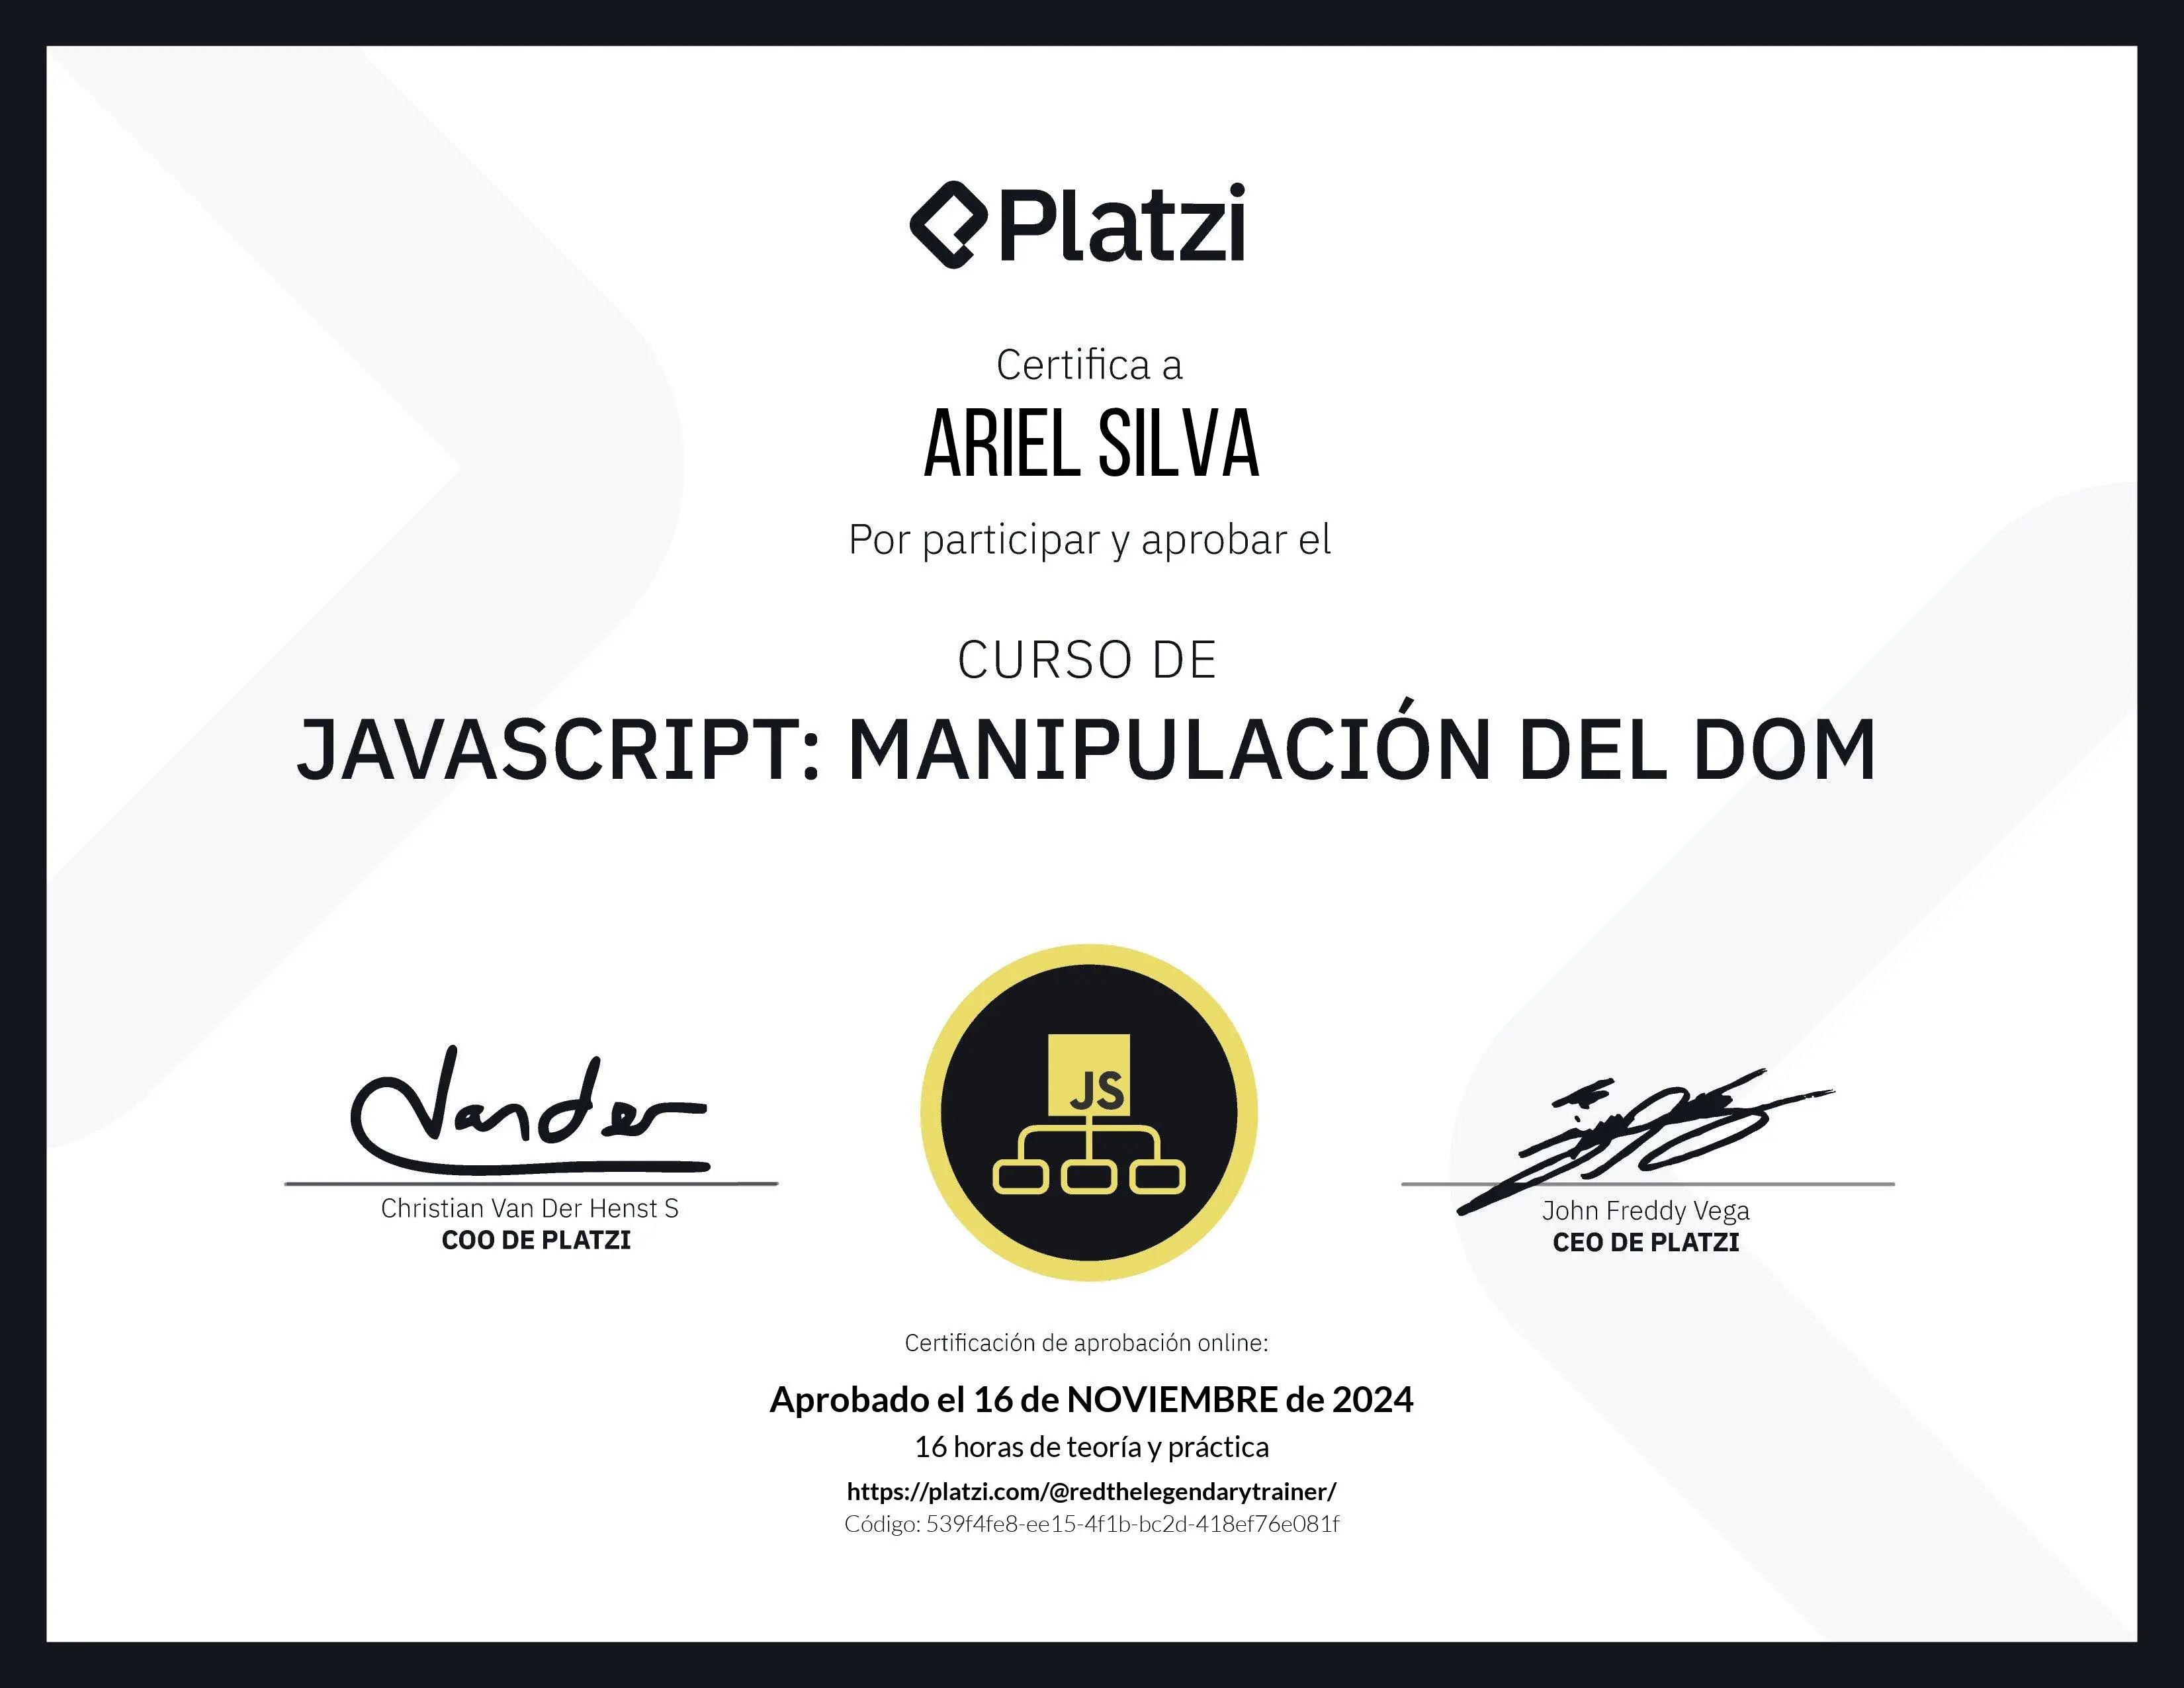 Platzi
Certifica a
ARIEL SILVA
Por participar y aprobar el
CURSO DE
JAVASCRIPT: MANIPULACIÓN DEL DOM
JS
Vander
Christian Van Der Henst S
COO DE PLATZI
John Freddy Vega
CEO DE PLATZI
Certificación de aprobación online:
Aprobado el 16 de NOVIEMBRE de 2024
16 horas de teoría y práctica
https://platzi.com/@redthelegendarytrainer/
Código: 539f4fe8-ee15-4f1b-bc2d-418ef76e081f